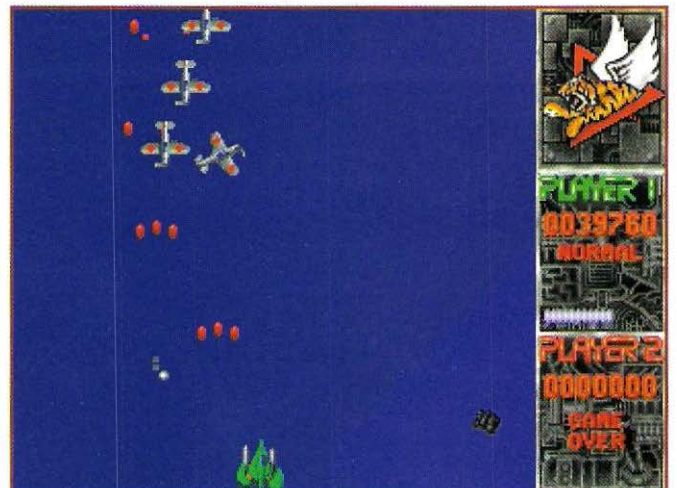 PLAYER 1
0039760
NORMAL
PLAYER 2
0000000
GAME
OVER